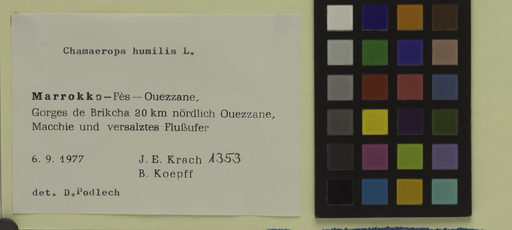 Chamaerops humilis L.
Marrokko—Fès—Ouezzane,
Gorges de Brikcha 20 km nördlich Ouezzane,
Macchie und versalztes Flußufer
6. 9. 1977 J. E. Krach 1353
B. Koepff
det. D.Podlech